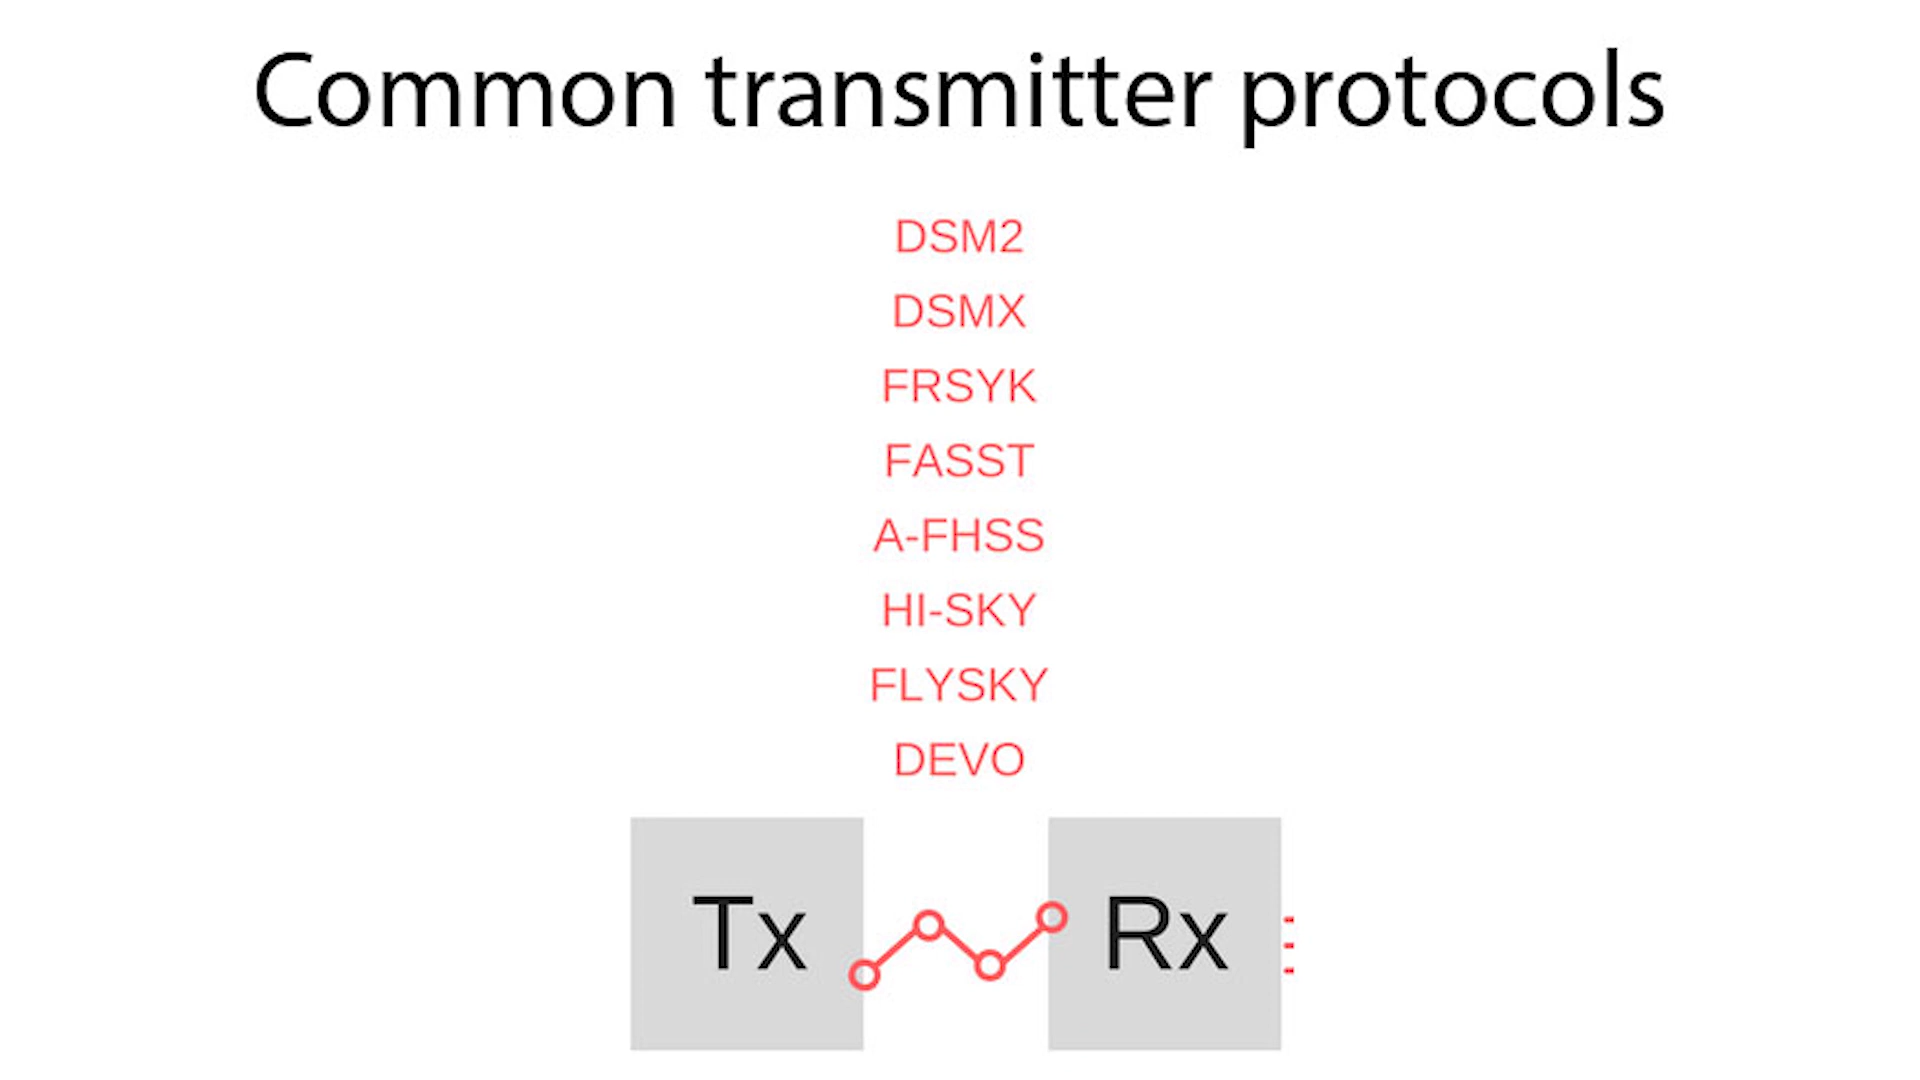 Common transmitter protocols
DSM2
DSMX
FRSYK
FASST
A-FHSS
HI-SKY
FLYSKY
DEVO
Tx
Rx